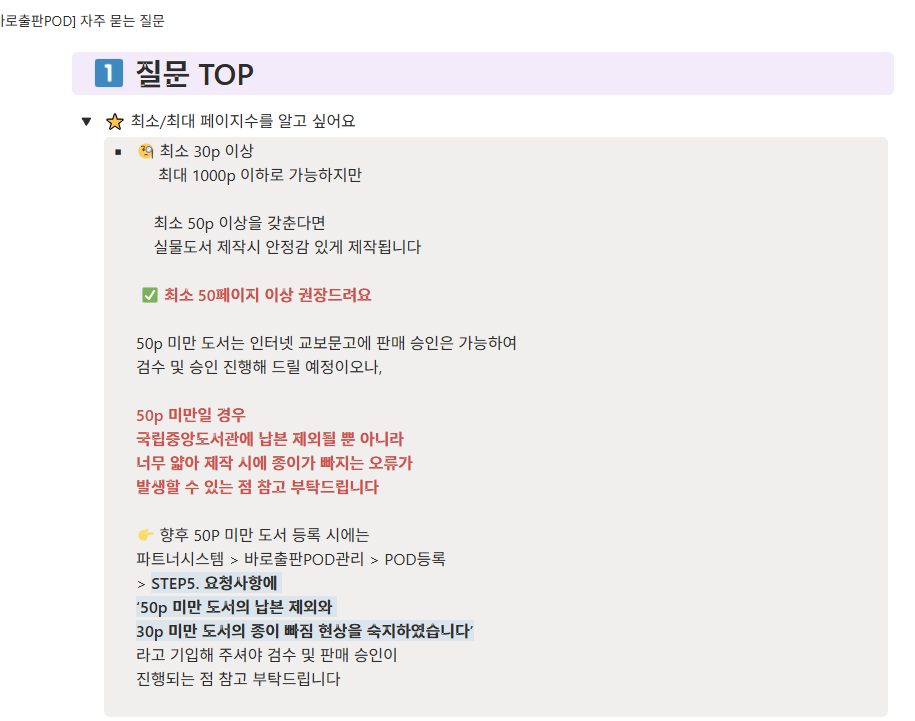 바로출판POD] 자주 묻는 질문
1 질문 TOP
▼ ⭐ 최소/최대 페이지수를 알고 싶어요
▪ 🧐 최소 30p 이상
최대 1000p 이하로 가능하지만
최소 50p 이상을 갖춘다면
실물도서 제작시 안정감 있게 제작됩니다
✅ 최소 50페이지 이상 권장드려요
50p 미만 도서는 인터넷 교보문고에 판매 승인은 가능하여
검수 및 승인 진행해 드릴 예정이오나,
50p 미만일 경우
국립중앙도서관에 납본 제외될 뿐 아니라
너무 얇아 제작 시에 종이가 빠지는 오류가
발생할 수 있는 점 참고 부탁드립니다
👉 향후 50P 미만 도서 등록 시에는
파트너시스템 > 바로출판POD관리 > POD등록
> STEP5. 요청사항에
'50p 미만 도서의 납본 제외와
30p 미만 도서의 종이 빠짐 현상을 숙지하였습니다'
라고 기입해 주셔야 검수 및 판매 승인이
진행되는 점 참고 부탁드립니다